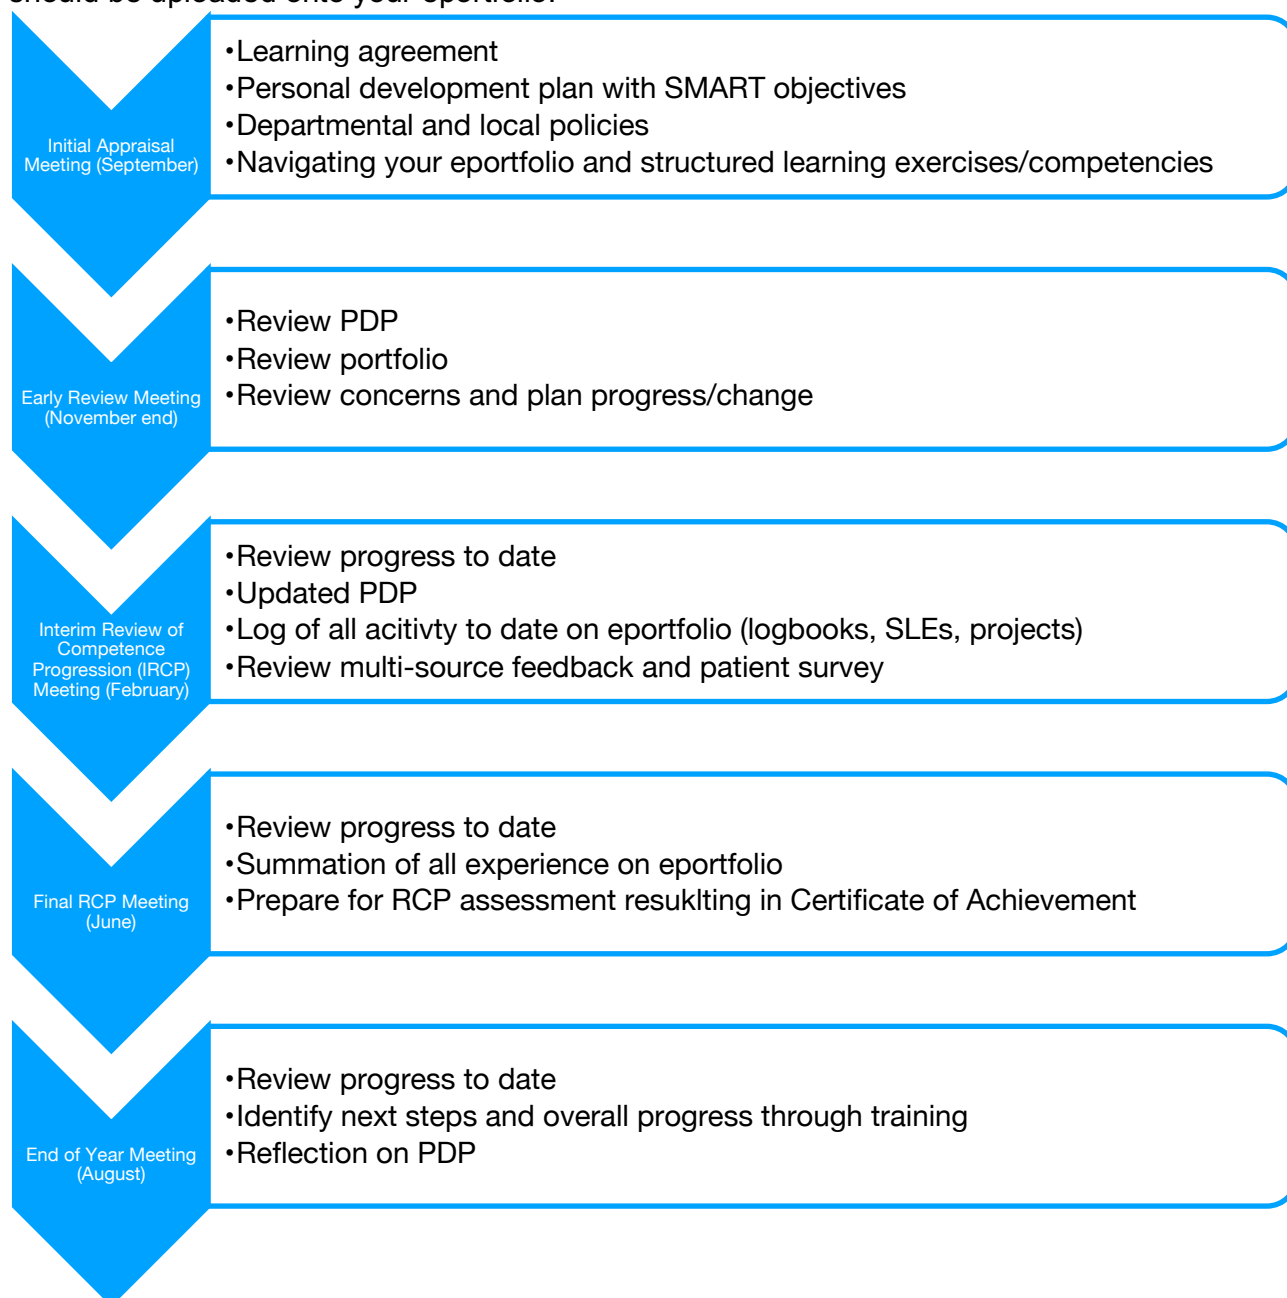 should be uploaded onto your eportfolio.
Initial Appraisal
Meeting (September)
•Learning agreement
•Personal development plan with SMART objectives
•Departmental and local policies
•Navigating your eportfolio and structured learning exercises/competencies
Early Review Meeting
(November end)
•Review PDP
•Review portfolio
•Review concerns and plan progress/change
Interim Review of
Competence
Progression (IRCP)
Meeting (February)
•Review progress to date
•Updated PDP
•Log of all acitivty to date on eportfolio (logbooks, SLEs, projects)
•Review multi-source feedback and patient survey
Final RCP Meeting
(June)
•Review progress to date
•Summation of all experience on eportfolio
•Prepare for RCP assessment resuklting in Certificate of Achievement
End of Year Meeting
(August)
•Review progress to date
•Identify next steps and overall progress through training
•Reflection on PDP